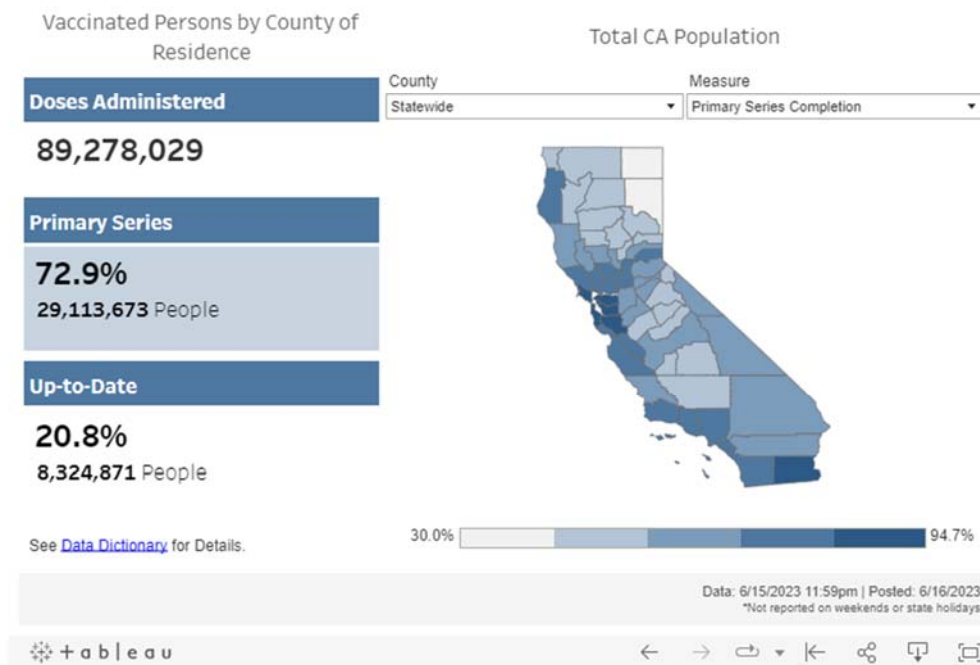 Vaccinated Persons by County of
Residence
Total CA Population
County
Measure
Statewide
Primary Series Completion
Doses Administered
89,278,029
Primary Series
72.9%
29,113,673 People
Up-to-Date
20.8%
8,324,871 People
See Data Dictionary for Details.
30.0%
94.7%
Data: 6/15/2023 11:59pm | Posted: 6/16/2023
*Not reported on weekends or state holidays
+ableau